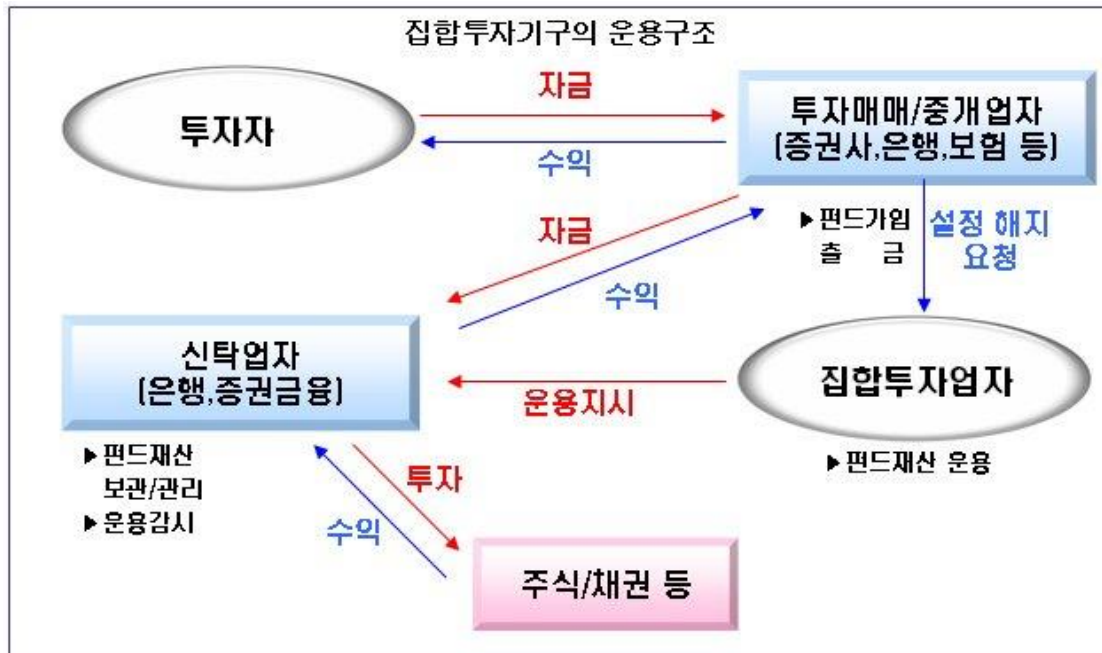 집합투자기구의 운용구조
투자자
자금
수익
투자매매/중개업자
(증권사,은행,보험 등)
자금
수익
▶펀드가입
출 금
설정 해지
요청
신탁업자
(은행,증권금융)
운용지시
집합투자업자
▶펀드재산
보관/관리
▶운용감시
▶펀드재산 운용
투자
수익
주식/채권 등